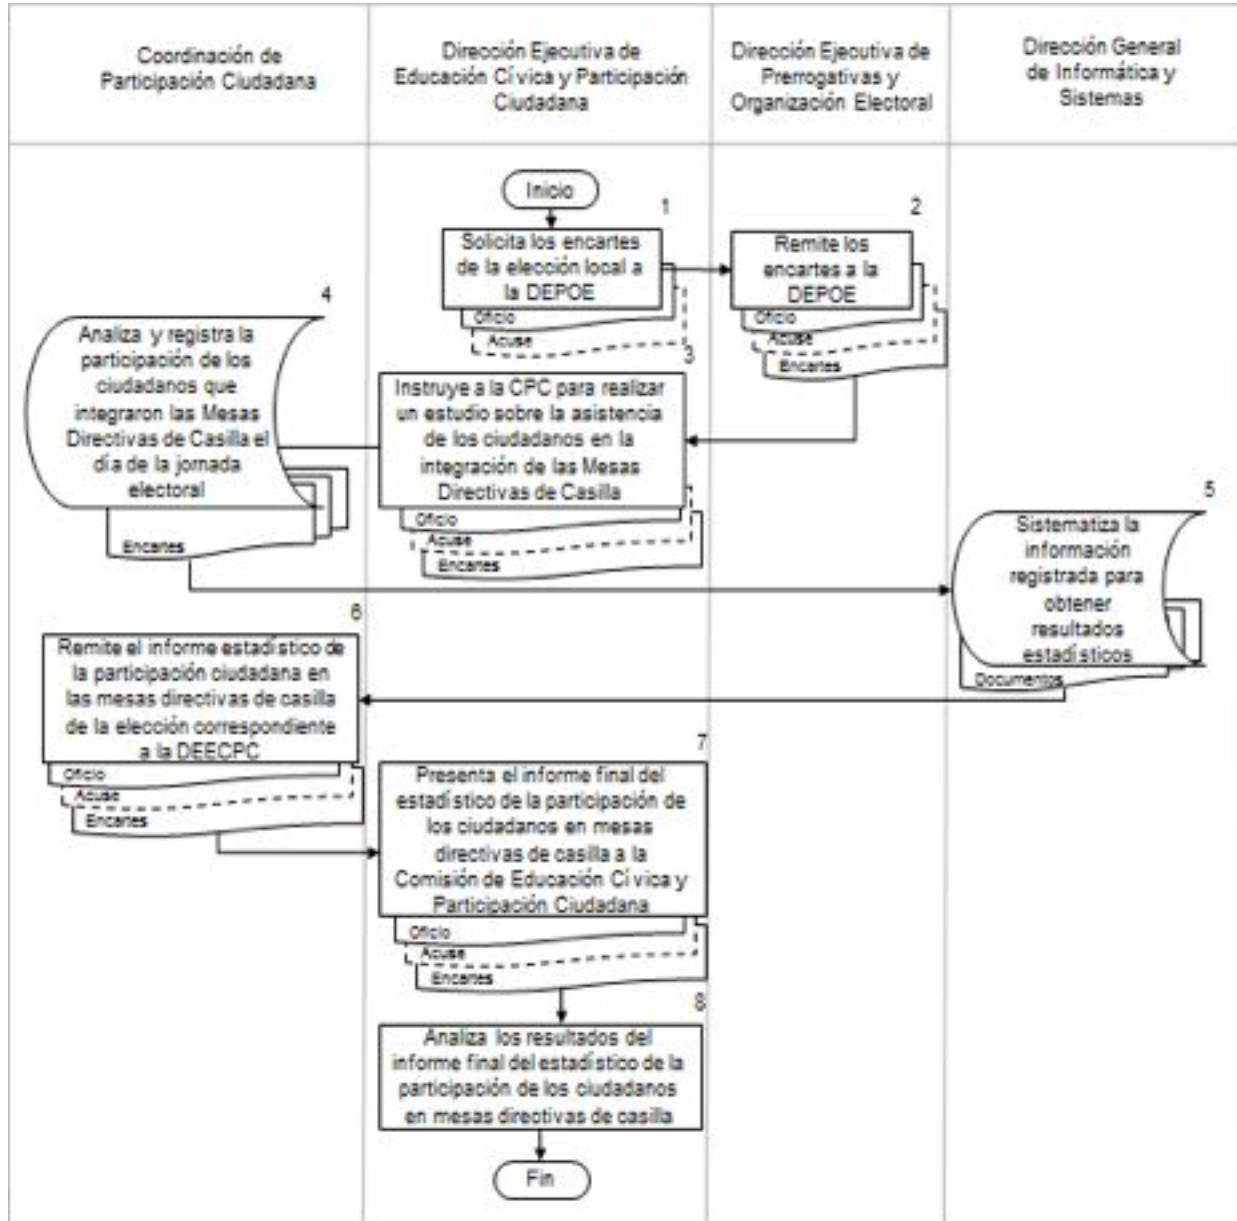 Coordinación de
Participación Ciudadana
Dirección Ejecutiva de
Educación Cívica y Participación
Ciudadana
Dirección Ejecutiva de
Prerrogativas y
Organización Electoral
Dirección General
de Informática y
Sistemas
Inicio
1
Solicita los encartes
de la elección local a
la DEPOE
Oficio
Acuse
2
Remite los
encartes a la
DEPOE
Oficio
Acuse
Encartes
3
Instruye a la CPC para realizar
un estudio sobre la asistencia
de los ciudadanos en la
integración de las Mesas
Directivas de Casilla
Oficio
Acuse
Encartes
4
Analiza y registra la
participación de los
ciudadanos que
integraron las Mesas
Directivas de Casilla el
día de la jornada
electoral
Encartes
5
Sistematiza la
información
registrada para
obtener
resultados
estadísticos
Documentos
6
Remite el informe estadístico de
la participación ciudadana en
las mesas directivas de casilla
de la elección correspondiente
a la DEECPC
Oficio
Acuse
Encartes
7
Presenta el informe final del
estadístico de la participación de
los ciudadanos en mesas
directivas de casilla a la
Comisión de Educación Cívica y
Participación Ciudadana
Oficio
Acuse
Encartes
8
Analiza los resultados del
informe final del estadístico de la
participación de los ciudadanos
en mesas directivas de casilla
Fin